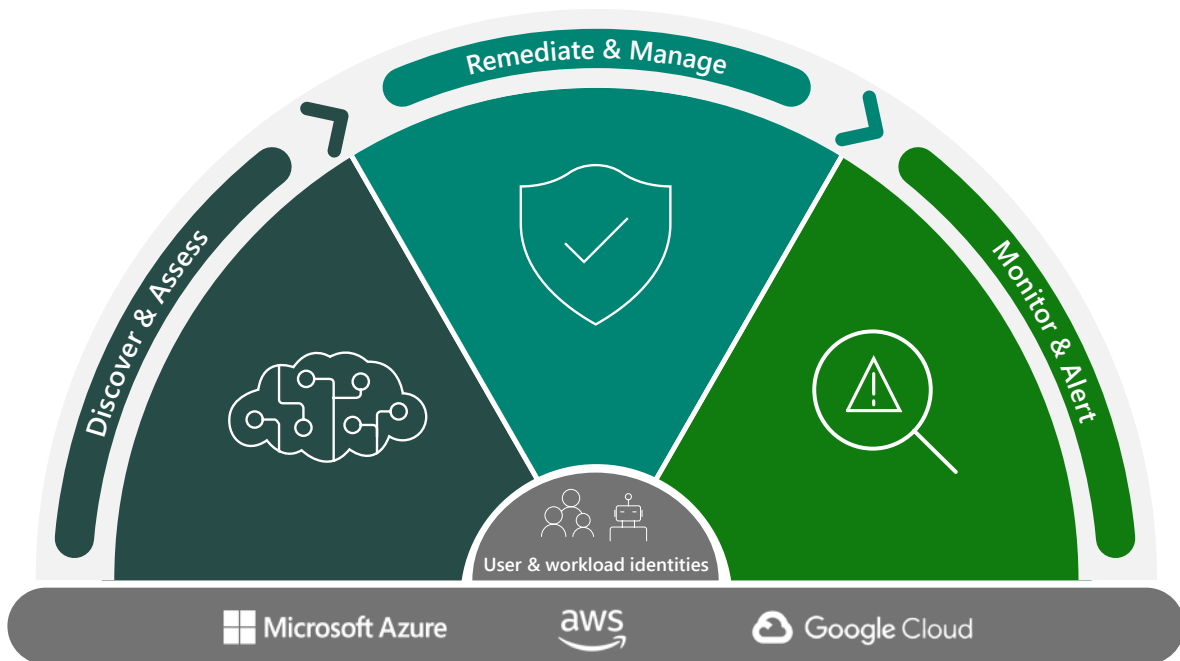 Remediate & Manage
Discover & Assess
Monitor & Alert
User & workload identities
Microsoft Azure
aws
Google Cloud